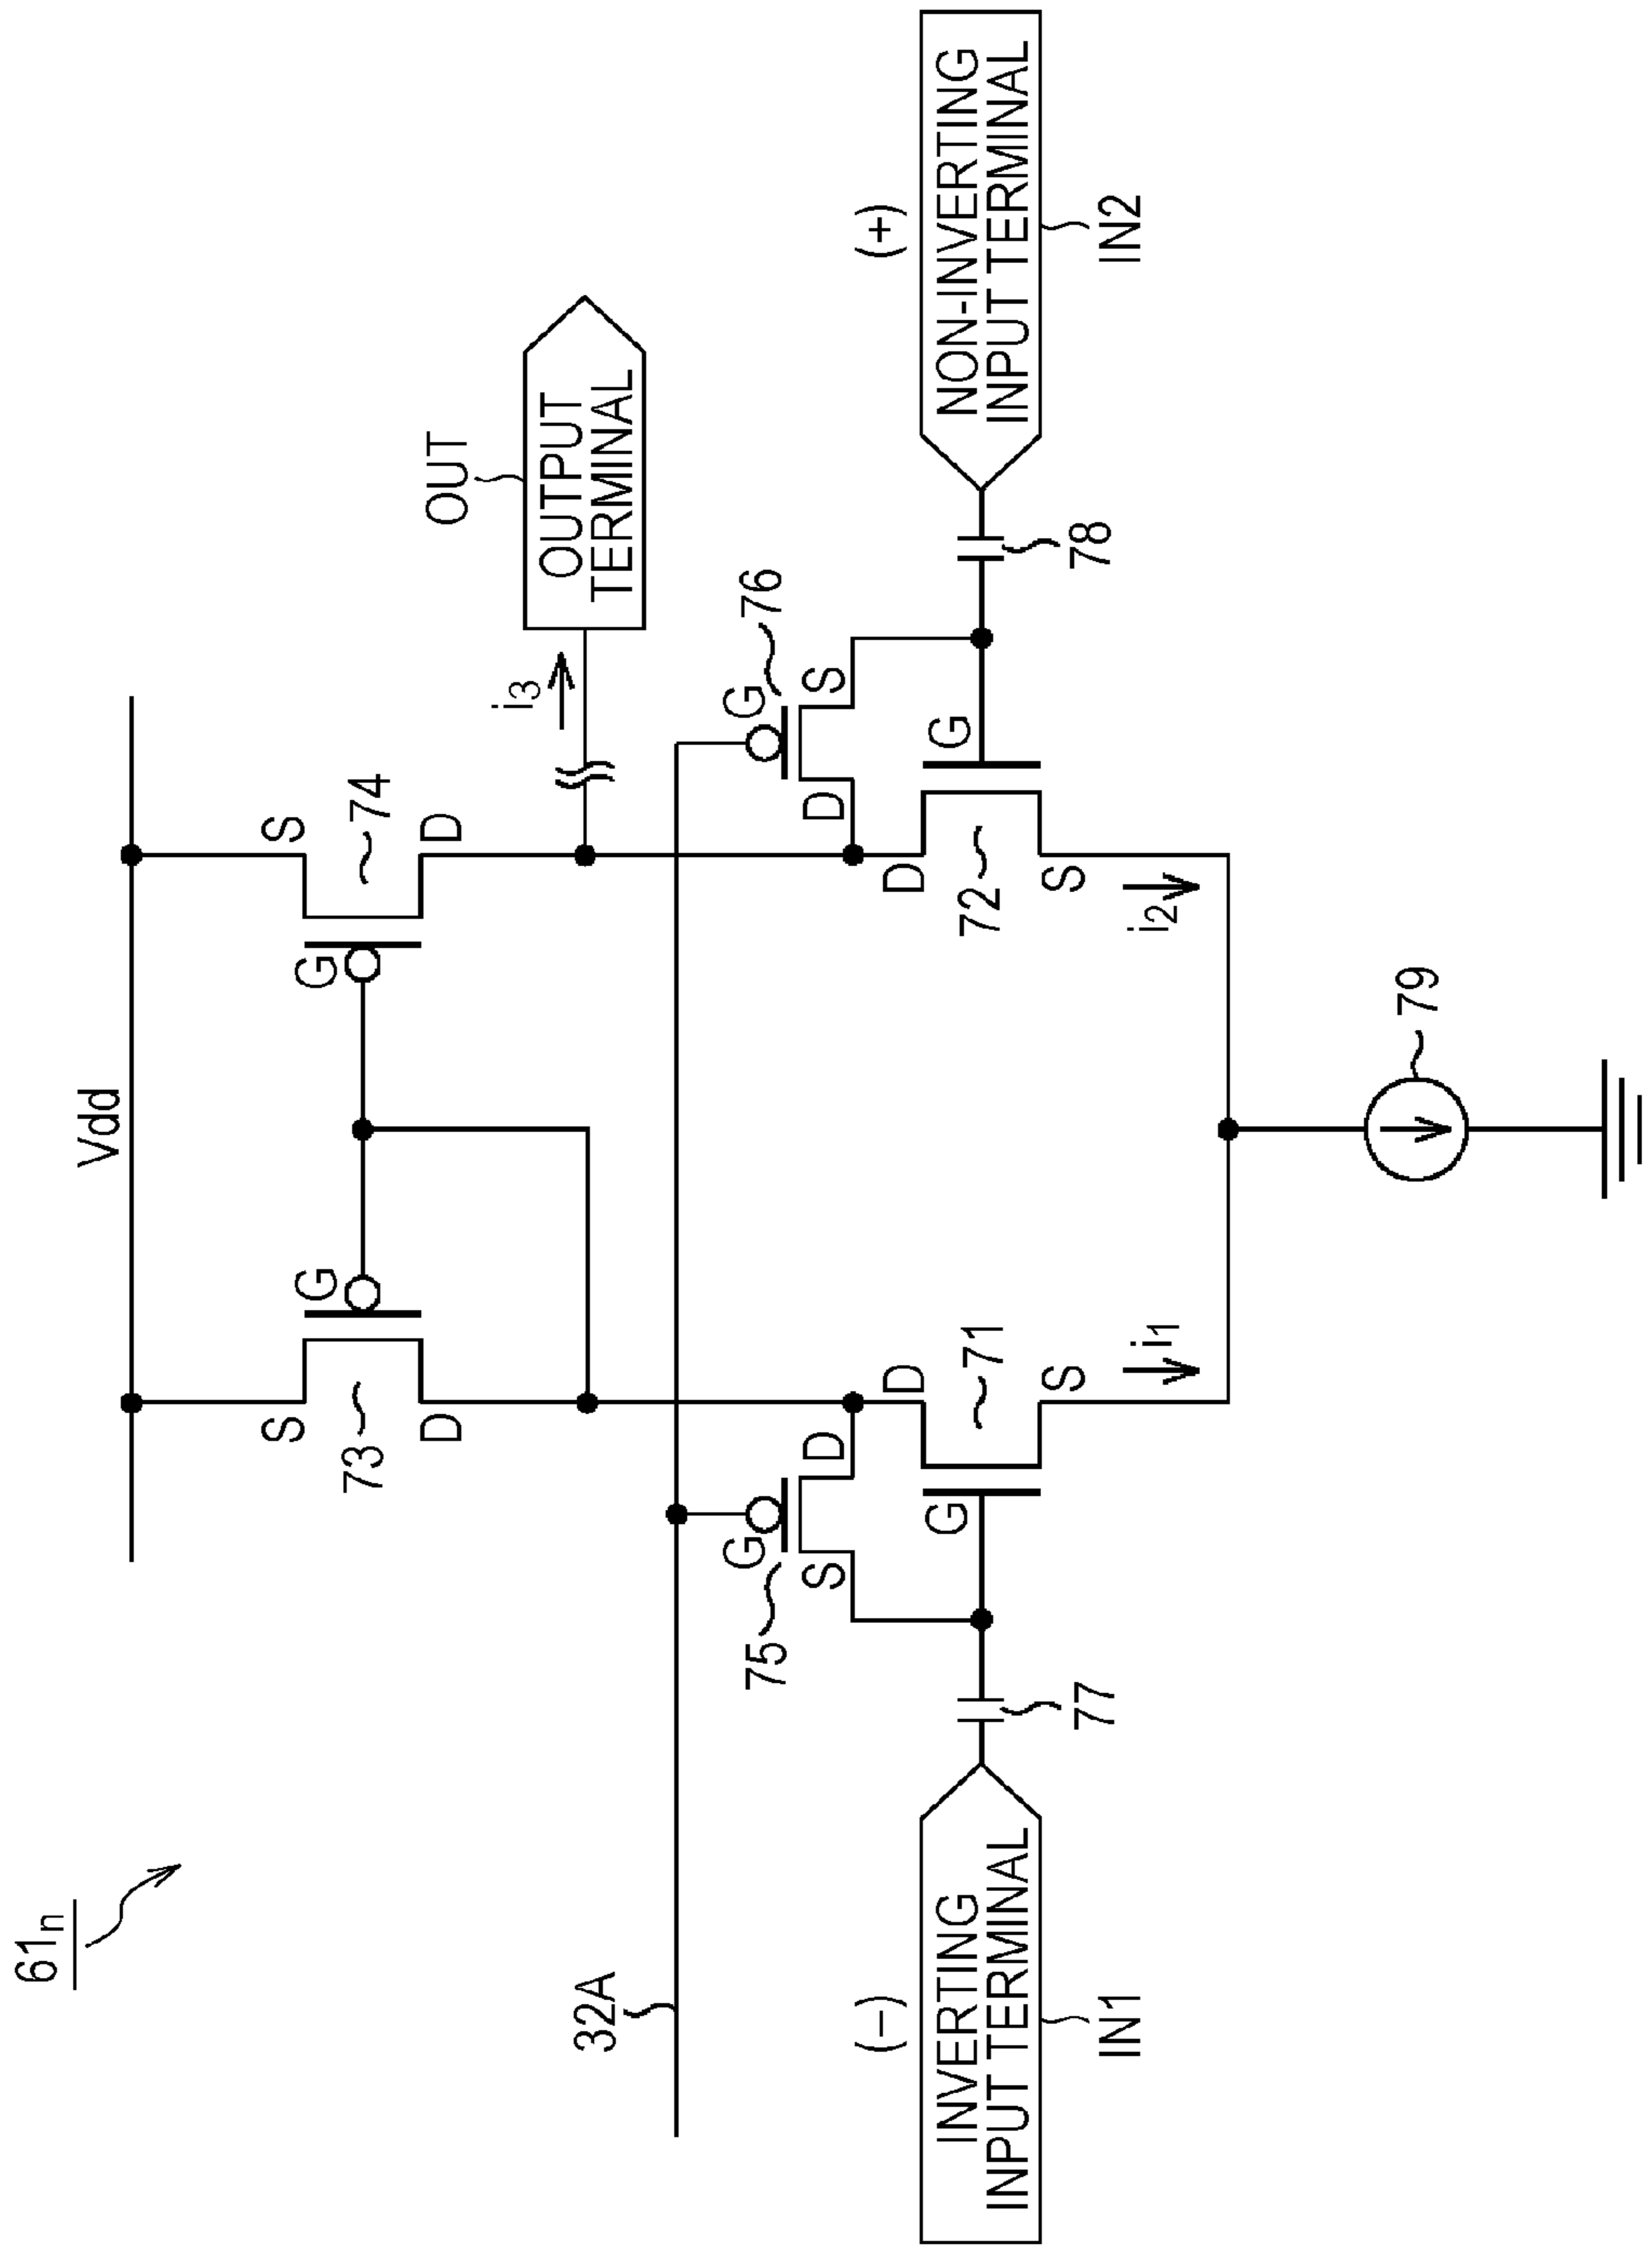 61n
Vdd
S
S
73
G
G
74
D
D
OUT
OUTPUT
TERMINAL
i3
32A
75
G
S
D
G
76
D
S
(−)
INVERTING
INPUT TERMINAL
IN1
77
G
D
71
S
i1
D
72
S
i2
G
78
(+)
NON-INVERTING
INPUT TERMINAL
IN2
79